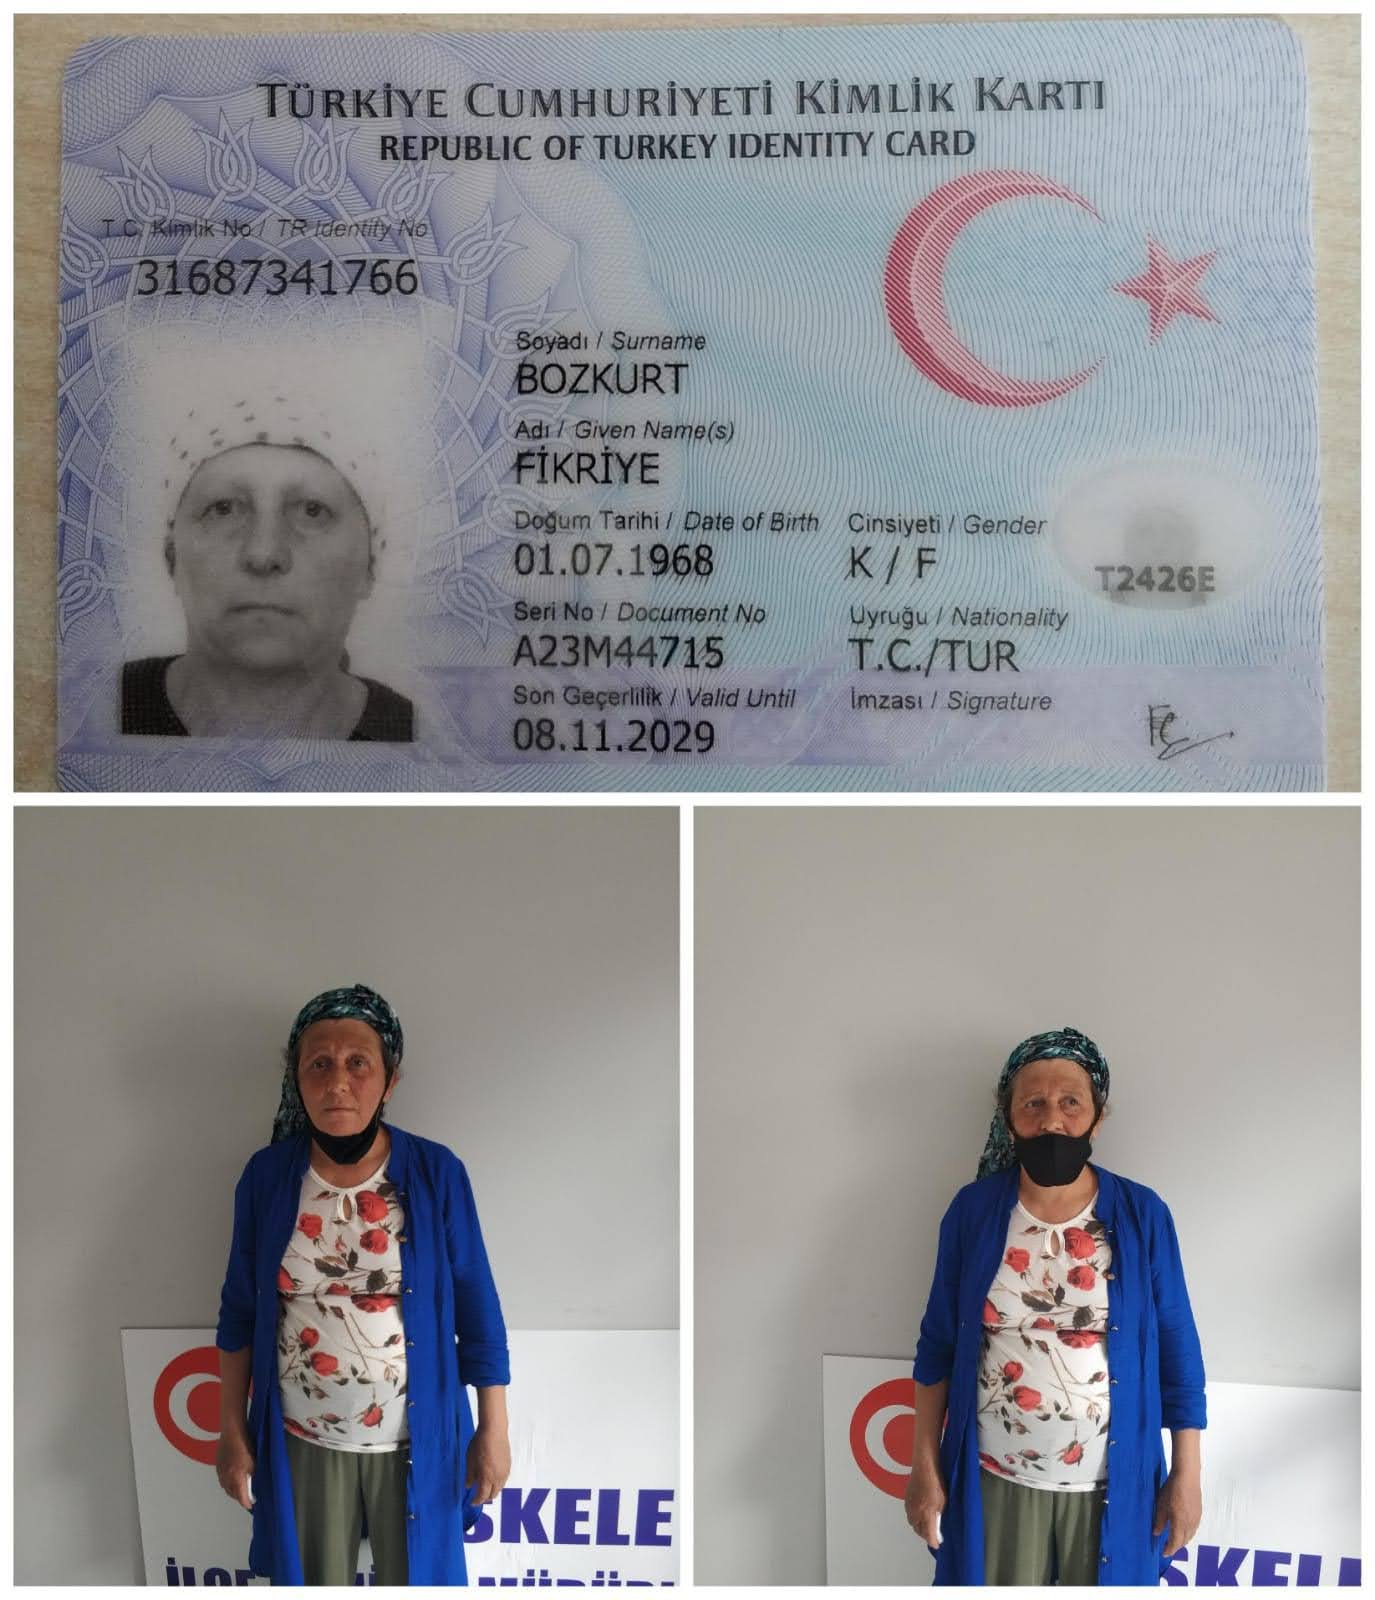 TÜRKİYE CUMHURİYETİ KİMLİK KARTI
REPUBLIC OF TURKEY IDENTITY CARD
T.C. Kimlik No / TR Identity No
31687341766
Soyadı / Surname
BOZKURT
Adı / Given Name(s)
FİKRİYE
Doğum Tarihi / Date of Birth
01.07.1968
Cinsiyeti / Gender
K / F
T2426E
Seri No / Document No
A23M44715
Uyruğu / Nationality
T.C./TUR
Son Geçerlilik / Valid Until
08.11.2029
İmzası / Signature
SKELE
İLÇE
SKELE